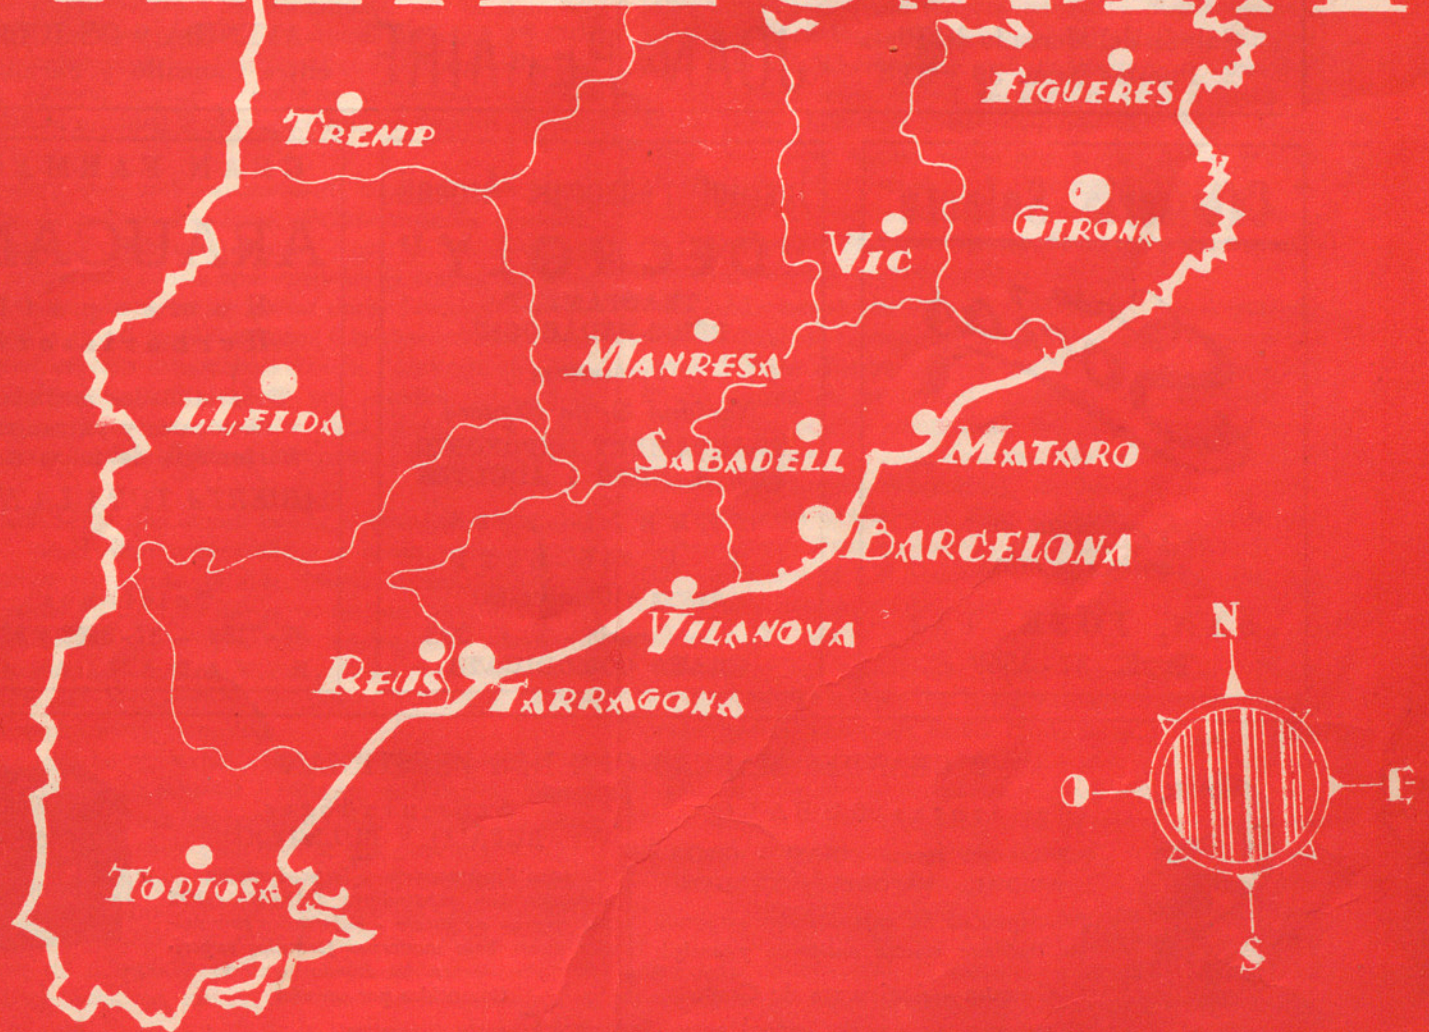 FIGUERES
TREMP
GIRONA
VIC
MANRESA
LLEIDA
SABADELL
MATARO
BARCELONA
N
VILANOVA
REUS
TARRAGONA
O
E
TORTOSA
S